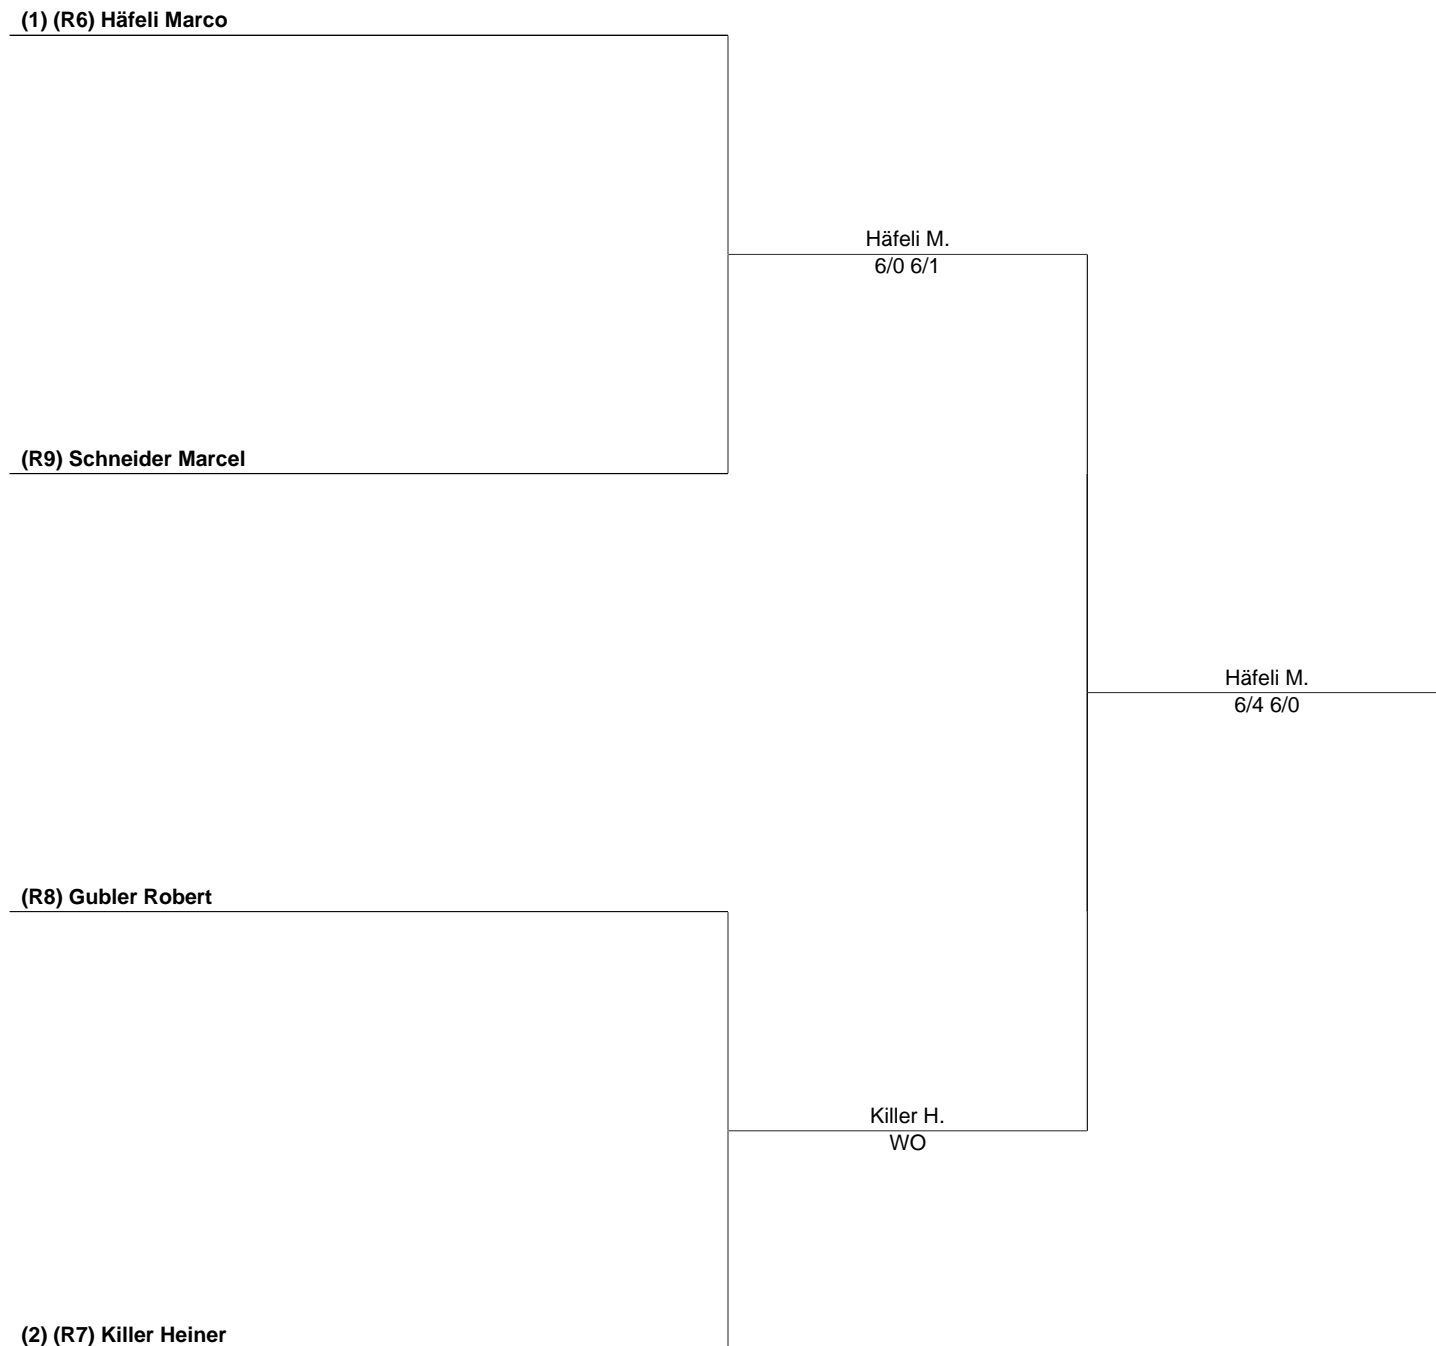 (1) (R6) Häfeli Marco
Häfeli M.
6/0 6/1
(R9) Schneider Marcel
Häfeli M.
6/4 6/0
(R8) Gubler Robert
Killer H.
WO
(2) (R7) Killer Heiner